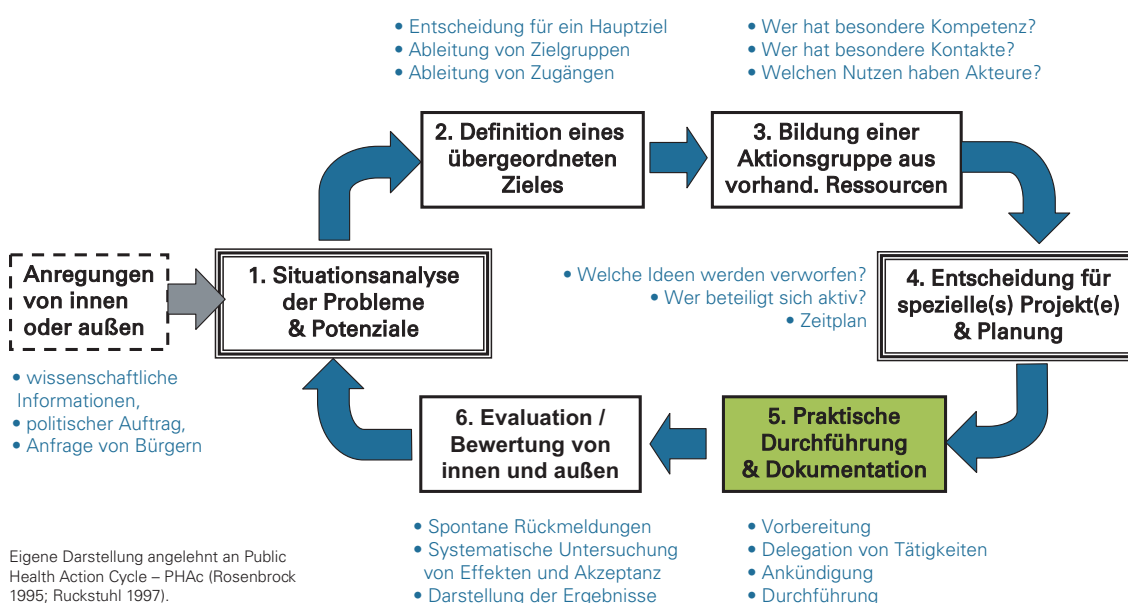 • Entscheidung für ein Hauptziel
• Ableitung von Zielgruppen
• Ableitung von Zugängen
• Wer hat besondere Kompetenz?
• Wer hat besondere Kontakte?
• Welchen Nutzen haben Akteure?
2. Definition eines
übergeordneten
Zieles
3. Bildung einer
Aktionsgruppe aus
vorhand. Ressourcen
Anregungen
von innen
oder außen
1. Situationsanalyse
der Probleme
& Potenziale
• Welche Ideen werden verworfen?
• Wer beteiligt sich aktiv?
• Zeitplan
4. Entscheidung für
spezielle(s) Projekt(e)
& Planung
• wissenschaftliche
Informationen,
• politischer Auftrag,
• Anfrage von Bürgern
6. Evaluation /
Bewertung von
innen und außen
5. Praktische
Durchführung
& Dokumentation
• Spontane Rückmeldungen
• Systematische Untersuchung
von Effekten und Akzeptanz
• Darstellung der Ergebnisse
• Vorbereitung
• Delegation von Tätigkeiten
• Ankündigung
• Durchführung
Eigene Darstellung angelehnt an Public
Health Action Cycle – PHAc (Rosenbrock
1995; Ruckstuhl 1997).